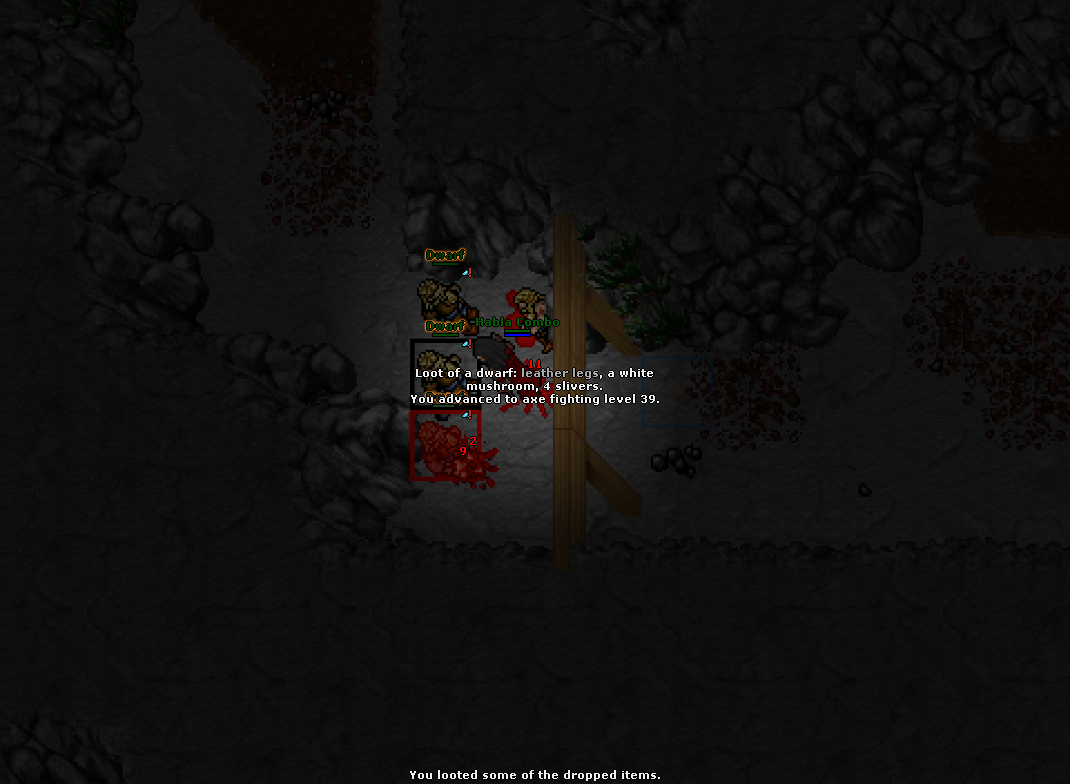 Dwarf
Dwarf
Habla Combo
11
Loot of a dwarf: leather legs, a white
mushroom, 4 slivers.
You advanced to axe fighting level 39.
2
9
You looted some of the dropped items.